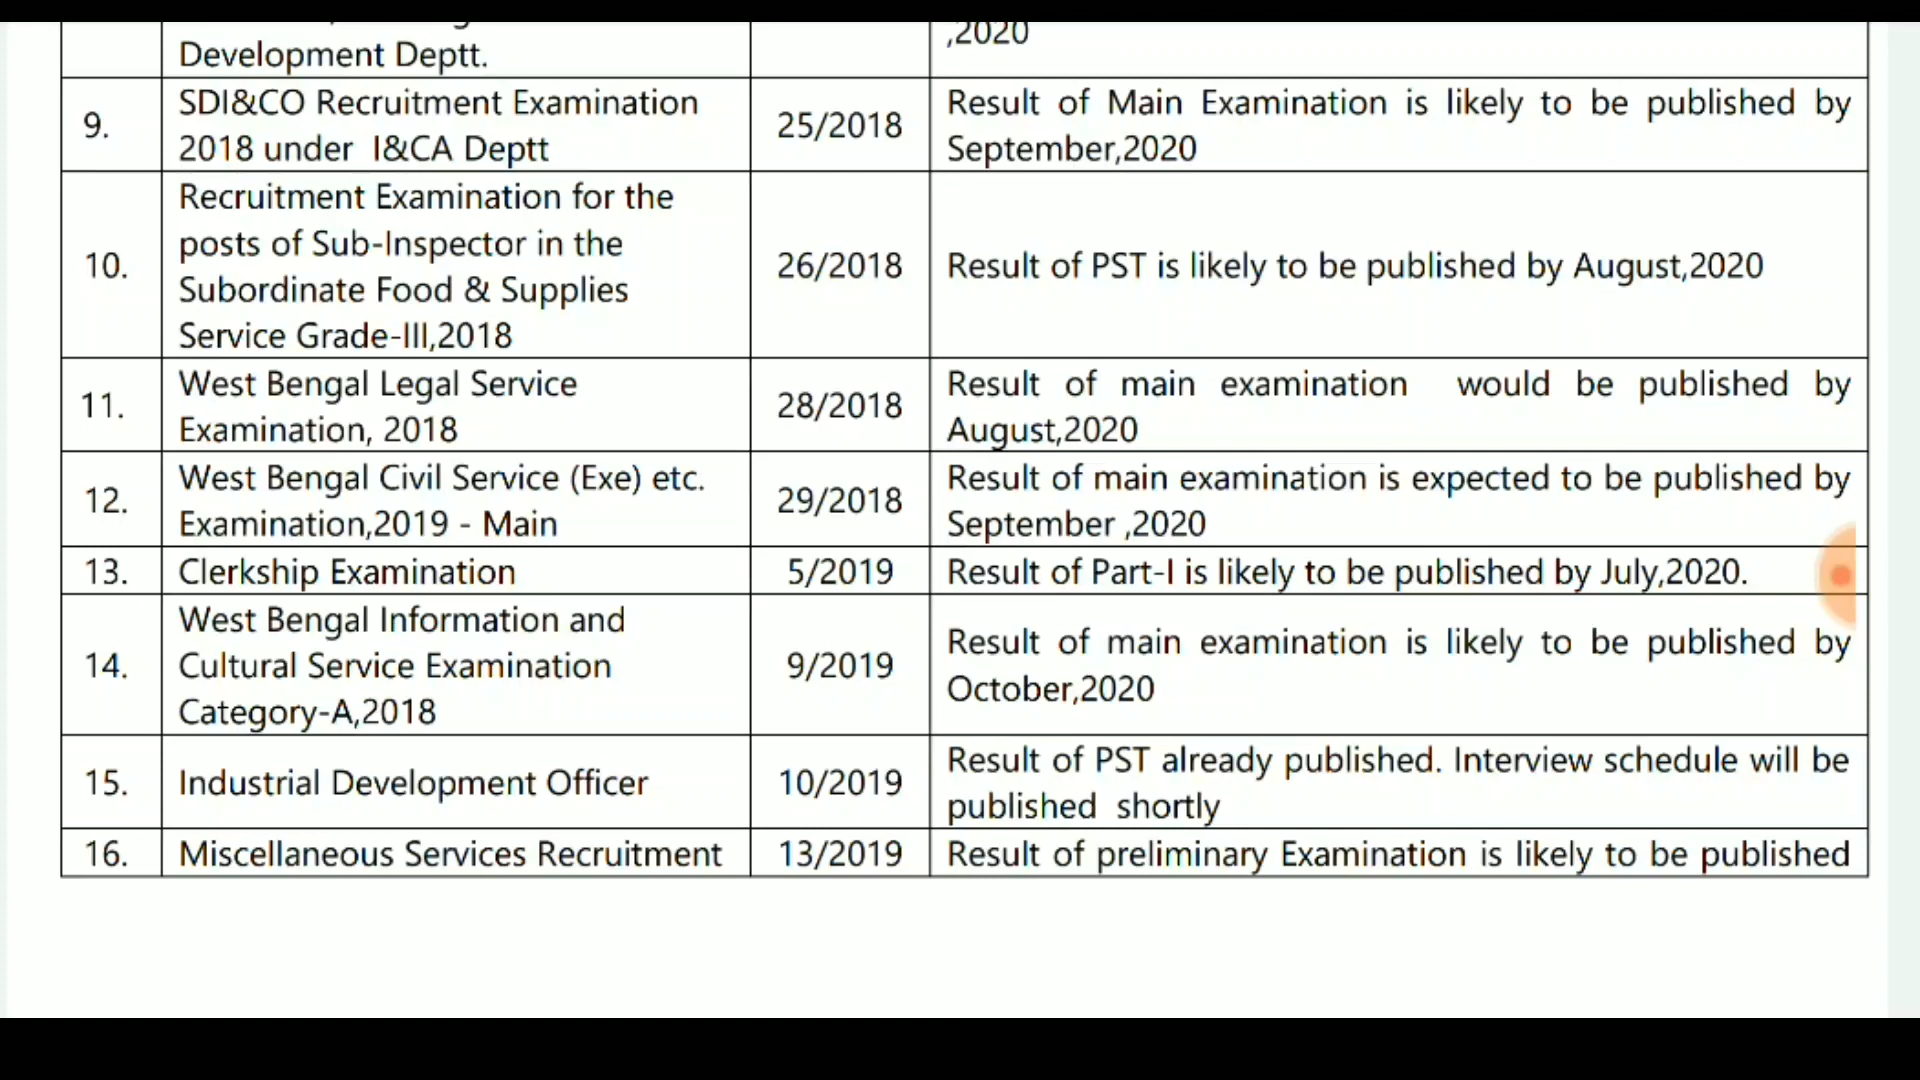 Development Deptt.
,2020
9.
SDI&CO Recruitment Examination
2018 under I&CA Deptt
25/2018
Result of Main Examination is likely to be published by
September,2020
10.
Recruitment Examination for the
posts of Sub-Inspector in the
Subordinate Food & Supplies
Service Grade-III,2018
26/2018
Result of PST is likely to be published by August,2020
11.
West Bengal Legal Service
Examination, 2018
28/2018
Result of main examination would be published by
August,2020
12.
West Bengal Civil Service (Exe) etc.
Examination,2019 - Main
29/2018
Result of main examination is expected to be published by
September ,2020
13.
Clerkship Examination
5/2019
Result of Part-I is likely to be published by July,2020.
14.
West Bengal Information and
Cultural Service Examination
Category-A,2018
9/2019
Result of main examination is likely to be published by
October,2020
15.
Industrial Development Officer
10/2019
Result of PST already published. Interview schedule will be
published shortly
16.
Miscellaneous Services Recruitment
13/2019
Result of preliminary Examination is likely to be published